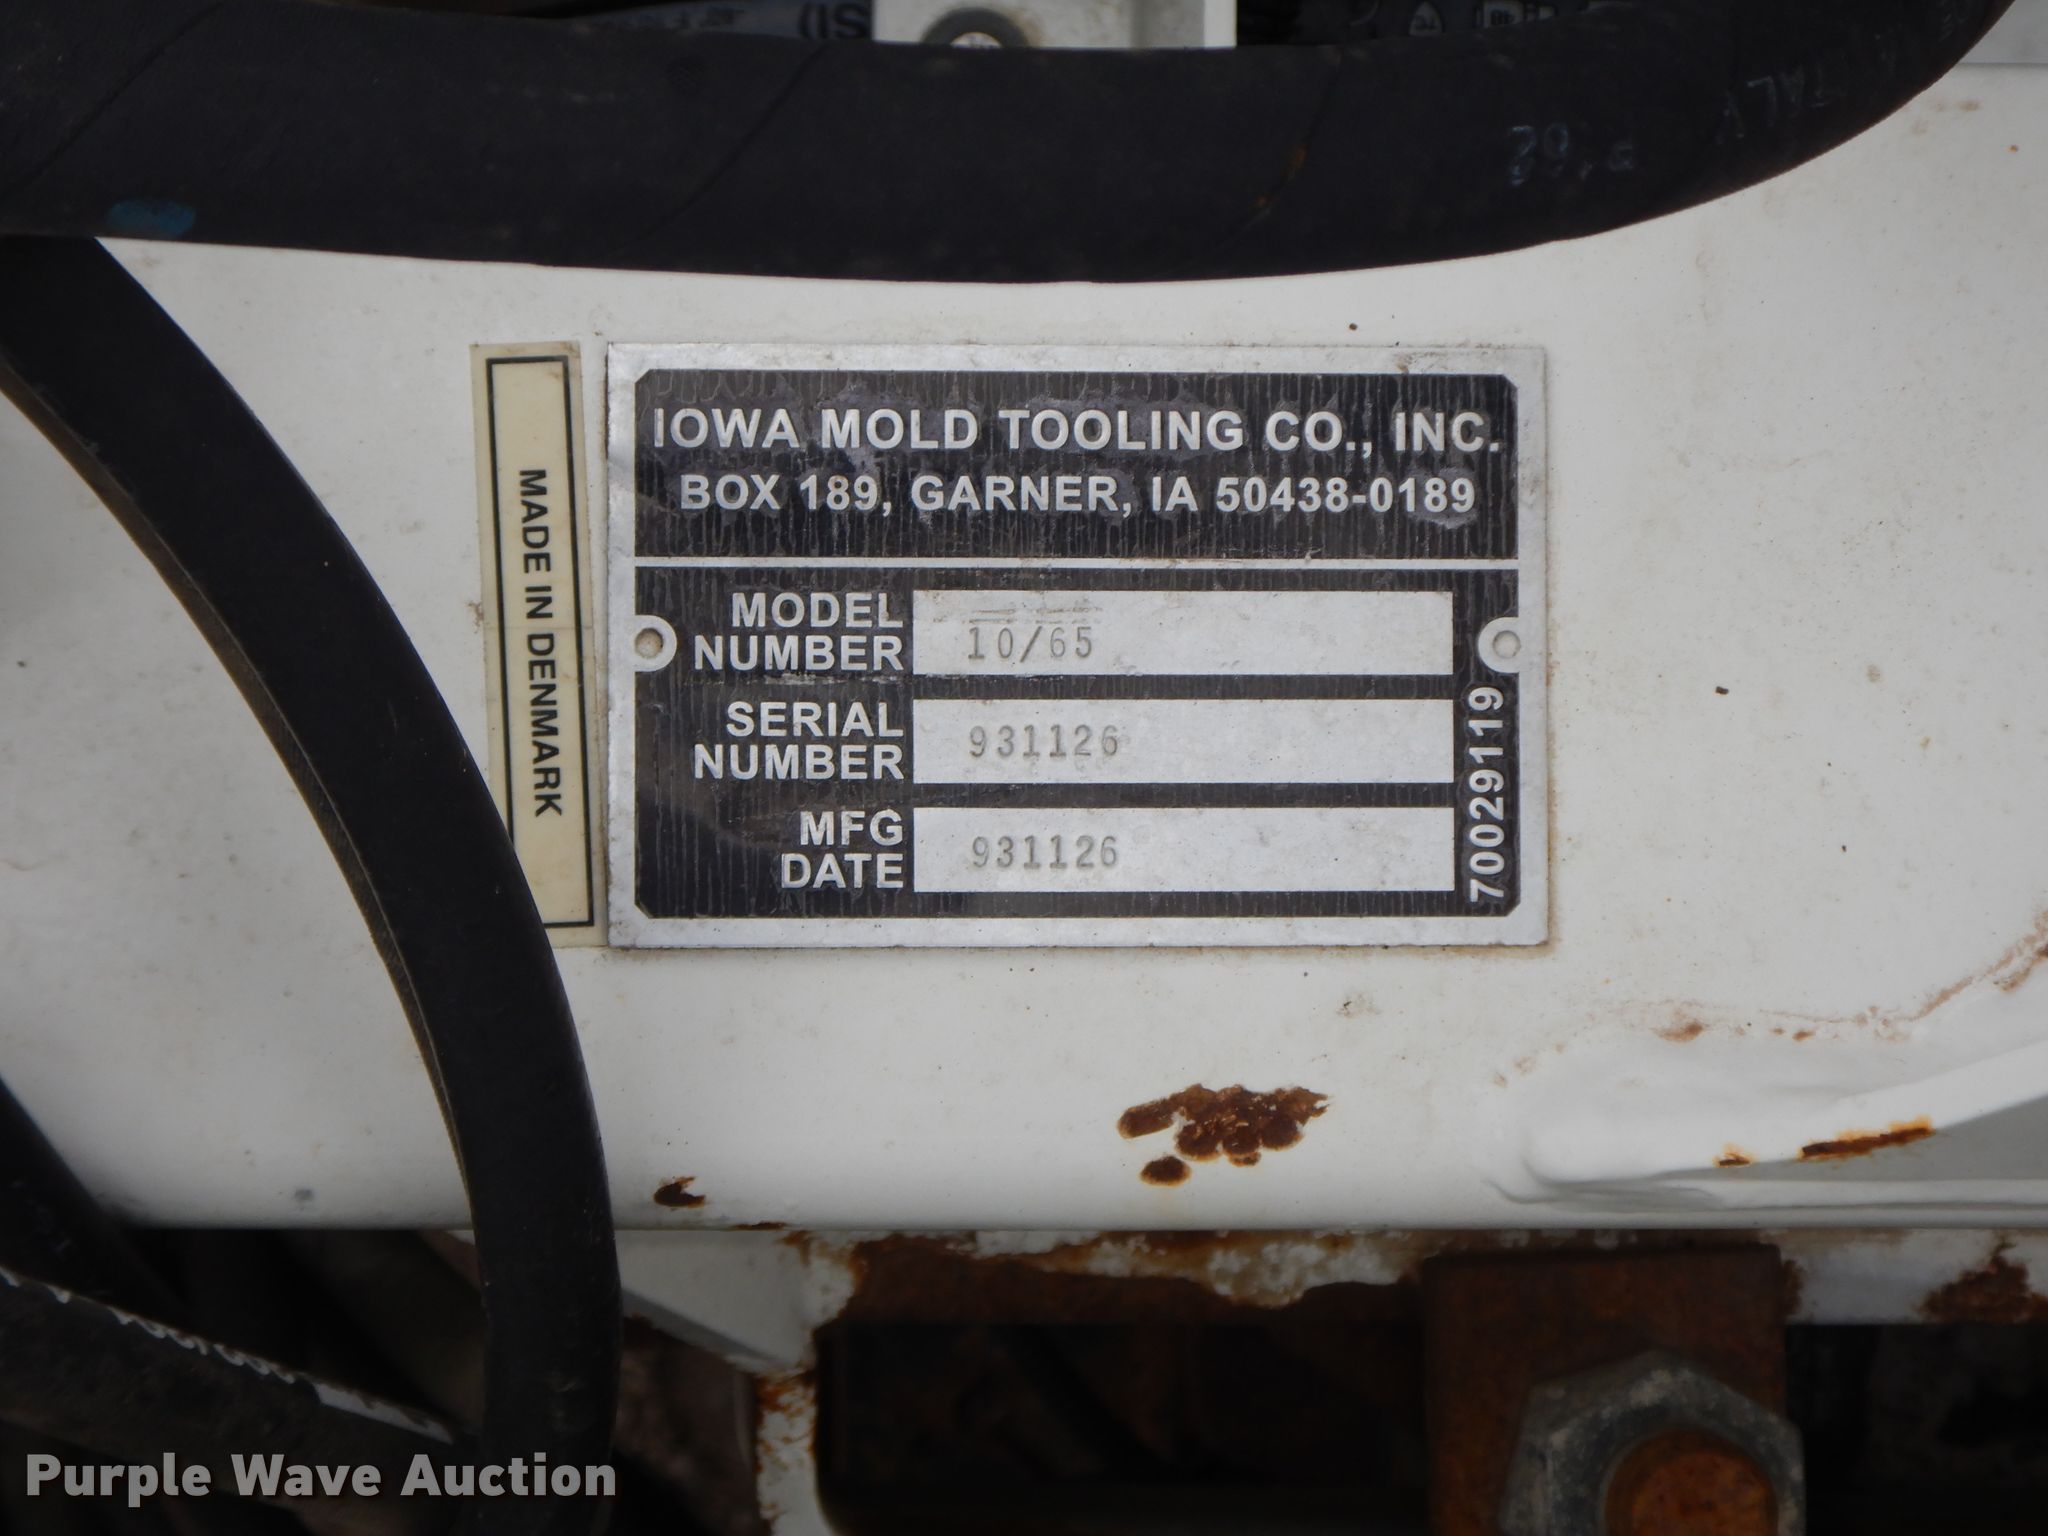 IOWA MOLD TOOLING CO., INC.
BOX 189, GARNER, IA 50438-0189
MODEL NUMBER 10/65
SERIAL NUMBER 931126
MFG DATE 931126
70029119
MADE IN DENMARK
Purple Wave Auction